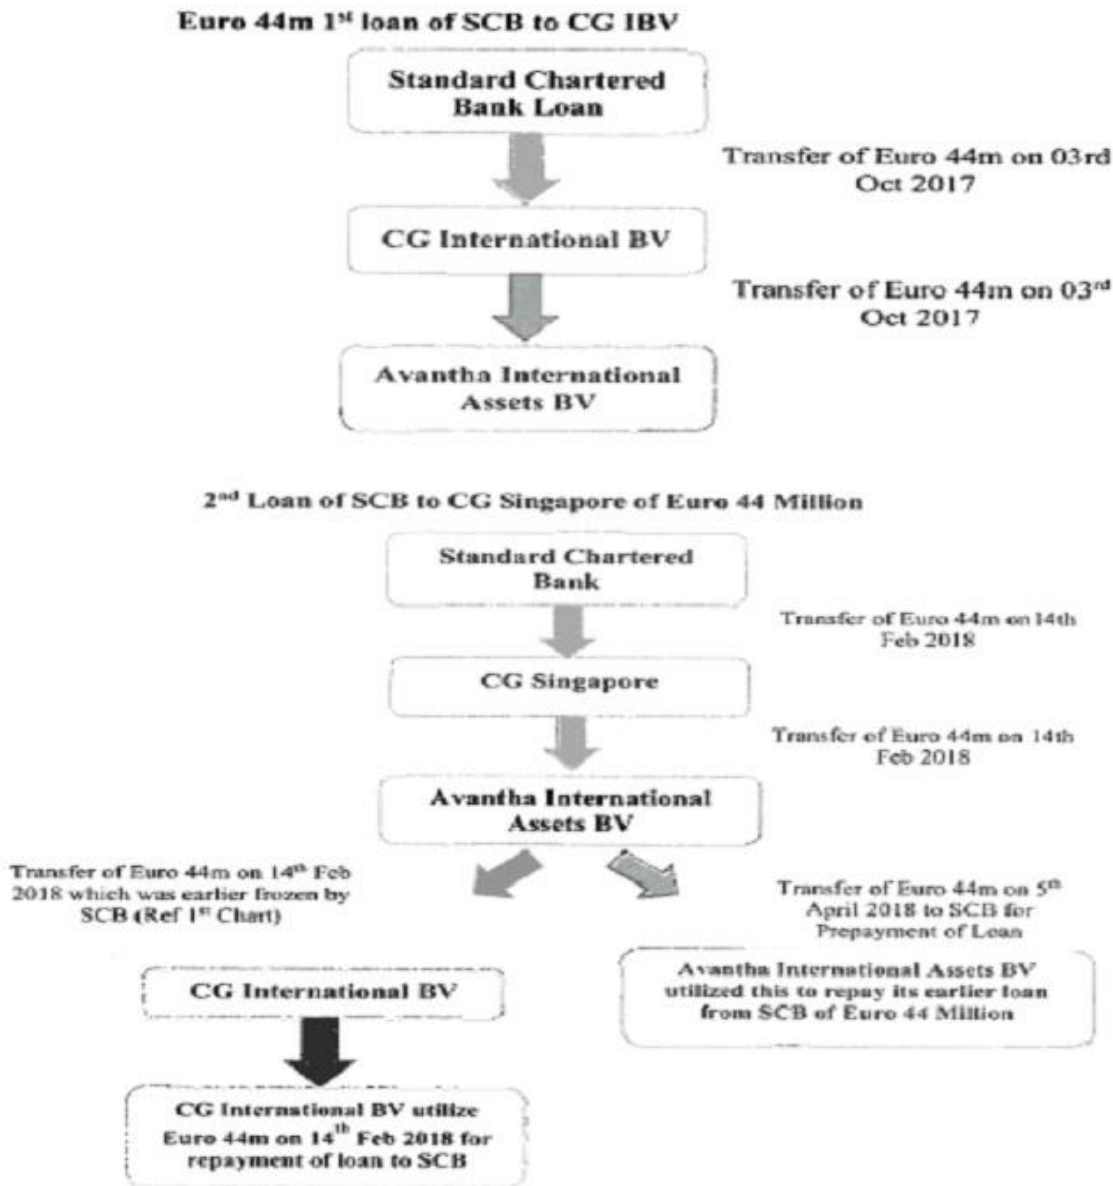 Euro 44m 1st loan of SCB to CG IBV
Standard Chartered
Bank Loan
Transfer of Euro 44m on 03rd
Oct 2017
CG International BV
Transfer of Euro 44m on 03rd
Oct 2017
Avantha International
Assets BV
2nd Loan of SCB to CG Singapore of Euro 44 Million
Standard Chartered
Bank
Transfer of Euro 44m on 14th
Feb 2018
CG Singapore
Transfer of Euro 44m on 14th
Feb 2018
Avantha International
Assets BV
Transfer of Euro 44m on 14th Feb
2018 which was earlier frozen by
SCB (Ref 1st Chart)
CG International BV
CG International BV utilize
Euro 44m on 14th Feb 2018 for
repayment of loan to SCB
Transfer of Euro 44m on 5th
April 2018 to SCB for
Prepayment of Loan
Avantha International Assets BV
utilized this to repay its earlier loan
from SCB of Euro 44 Million